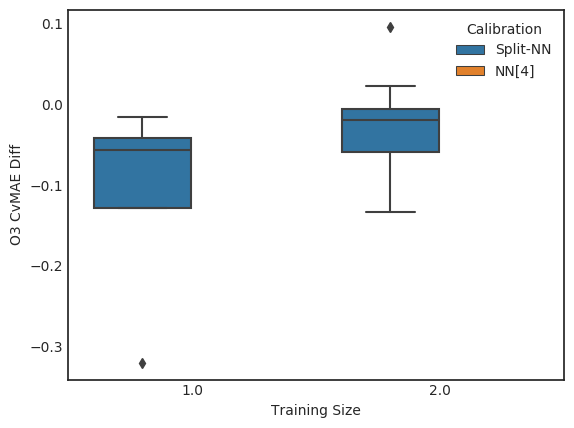 0.1
0.0
−0.1
−0.2
−0.3
O3 CvMAE Diff
Calibration
Split-NN
NN[4]
1.0
2.0
Training Size